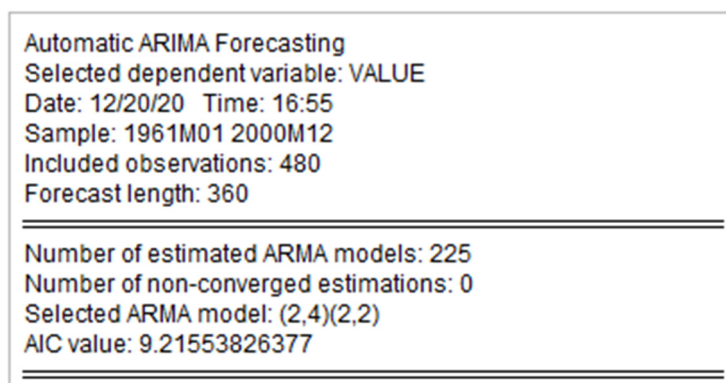 Automatic ARIMA Forecasting
Selected dependent variable: VALUE
Date: 12/20/20 Time: 16:55
Sample: 1961M01 2000M12
Included observations: 480
Forecast length: 360
Number of estimated ARMA models: 225
Number of non-converged estimations: 0
Selected ARMA model: (2,4)(2,2)
AIC value: 9.21553826377